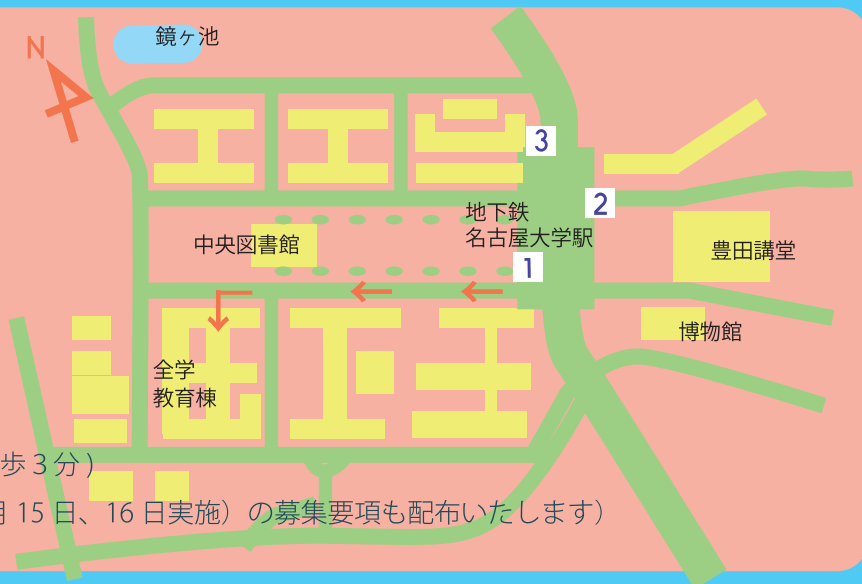 N
鏡ヶ池
3
2
地下鉄
名古屋大学駅
中央図書館
豊田講堂
1
博物館
全学
教育棟
歩３分）
月 15 日、16 日実施）の募集要項も配布いたします）